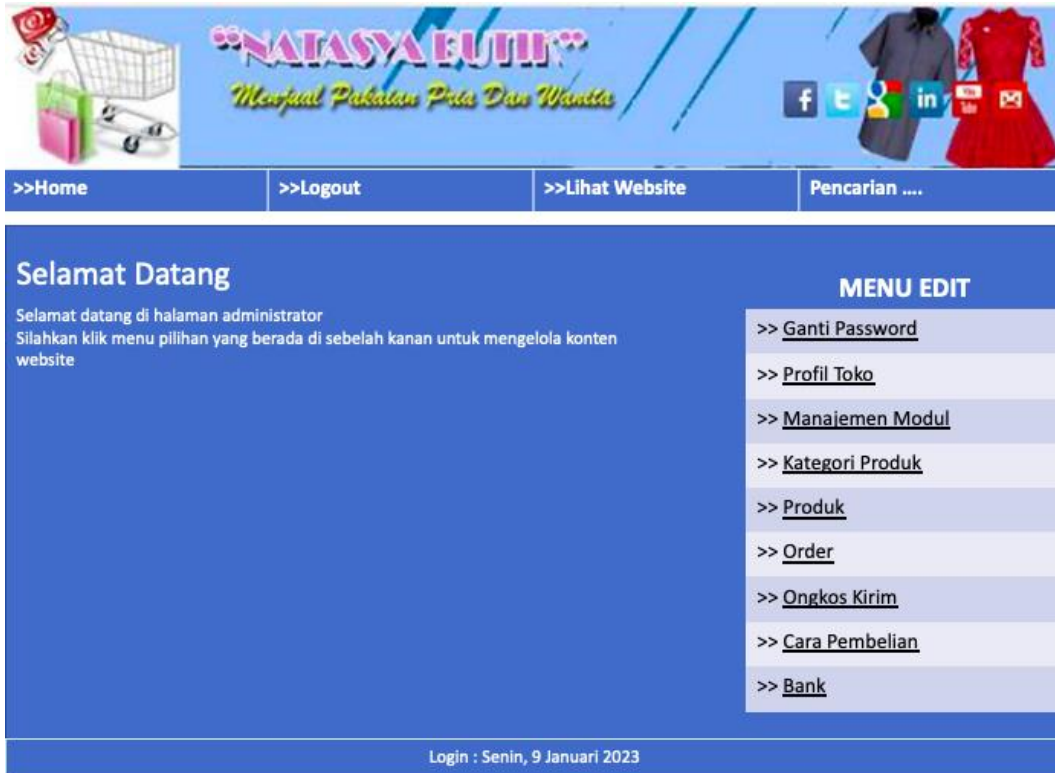 “NATASYA BUTIK”
Menjual Pakaian Pria Dan Wanita
>>Home
>>Logout
>>Lihat Website
Pencarian ....
Selamat Datang
Selamat datang di halaman administrator
Silahkan klik menu pilihan yang berada di sebelah kanan untuk mengelola konten
website
MENU EDIT
>> Ganti Password
>> Profil Toko
>> Manajemen Modul
>> Kategori Produk
>> Produk
>> Order
>> Ongkos Kirim
>> Cara Pembelian
>> Bank
Login : Senin, 9 Januari 2023